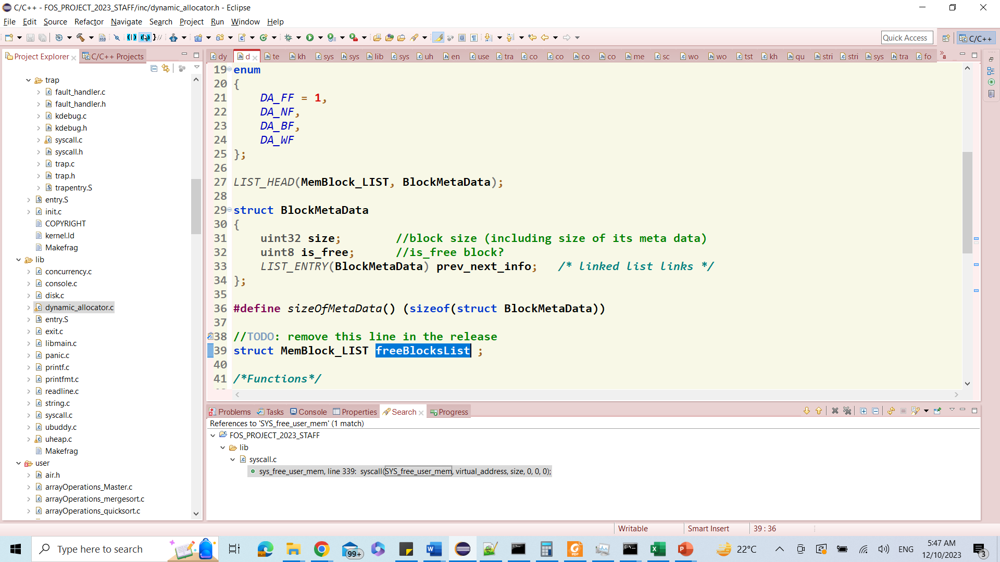 C/C++ - FOS_PROJECT_2023_STAFF/inc/dynamic_allocator.h - Eclipse
File Edit Source Refactor Navigate Search Project Run Window Help
Quick Access
C/C++
Project Explorer
C/C++ Projects
dy d te kh sys sys lib sys uh en use tra co co co co me sc wo wo tst kh qu stri stri sys tra fo 8
trap
fault_handler.c
fault_handler.h
kdebug.c
kdebug.h
syscall.c
syscall.h
trap.c
trap.h
trapentry.S
entry.S
init.c
COPYRIGHT
kernel.ld
Makefrag
lib
concurrency.c
console.c
disk.c
dynamic_allocator.c
entry.S
exit.c
libmain.c
panic.c
printf.c
printfmt.c
readline.c
string.c
syscall.c
ubuddy.c
uheap.c
Makefrag
user
air.h
arrayOperations_Master.c
arrayOperations_mergesort.c
arrayOperations_quicksort.c
19 enum
20 {
21 DA_FF = 1,
22 DA_NF,
23 DA_BF,
24 DA_WF
25 };
26
27 LIST_HEAD(MemBlock_LIST, BlockMetaData);
28
29 struct BlockMetaData
30 {
31 uint32 size; //block size (including size of its meta data)
32 uint8 is_free; //is_free block?
33 LIST_ENTRY(BlockMetaData) prev_next_info; /* linked list links */
34 };
35
36 #define sizeOfMetaData() (sizeof(struct BlockMetaData))
37
38 //TODO: remove this line in the release
39 struct MemBlock_LIST freeBlocksList ;
40
41 /*Functions*/
Problems Tasks Console Properties Search Progress
References to 'SYS_free_user_mem' (1 match)
FOS_PROJECT_2023_STAFF
lib
syscall.c
sys_free_user_mem, line 339: syscall(SYS_free_user_mem, virtual_address, size, 0, 0, 0);
Writable
Smart Insert
39 : 36
Type here to search
99+
22°C
ENG
5:47 AM
12/10/2023
3